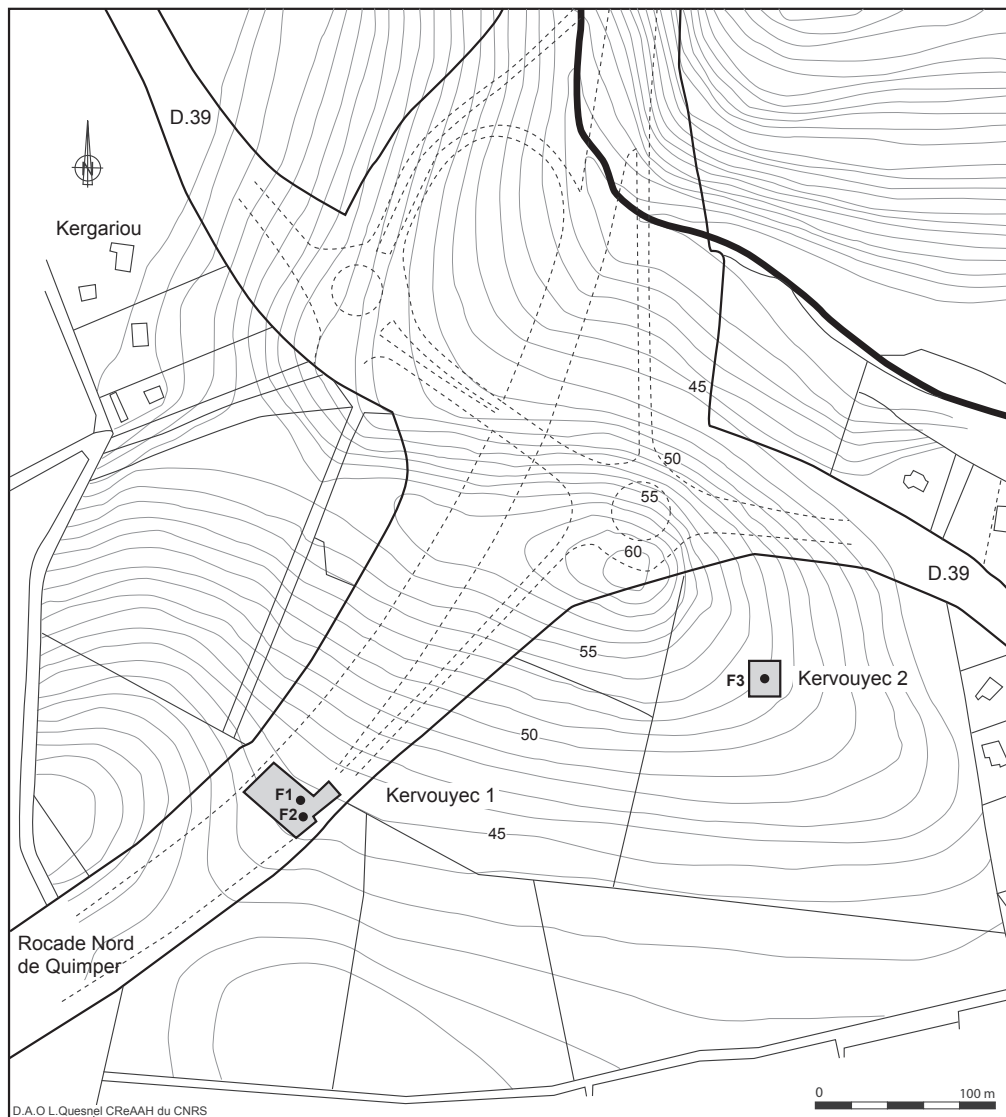 D.39
N
Kergariou
45
50
55
60
D.39
55
F3
Kervouyec 2
50
F1
Kervouyec 1
F2
45
Rocade Nord
de Quimper
0 100 m
D.A.O L.Quesnel CReAAH du CNRS